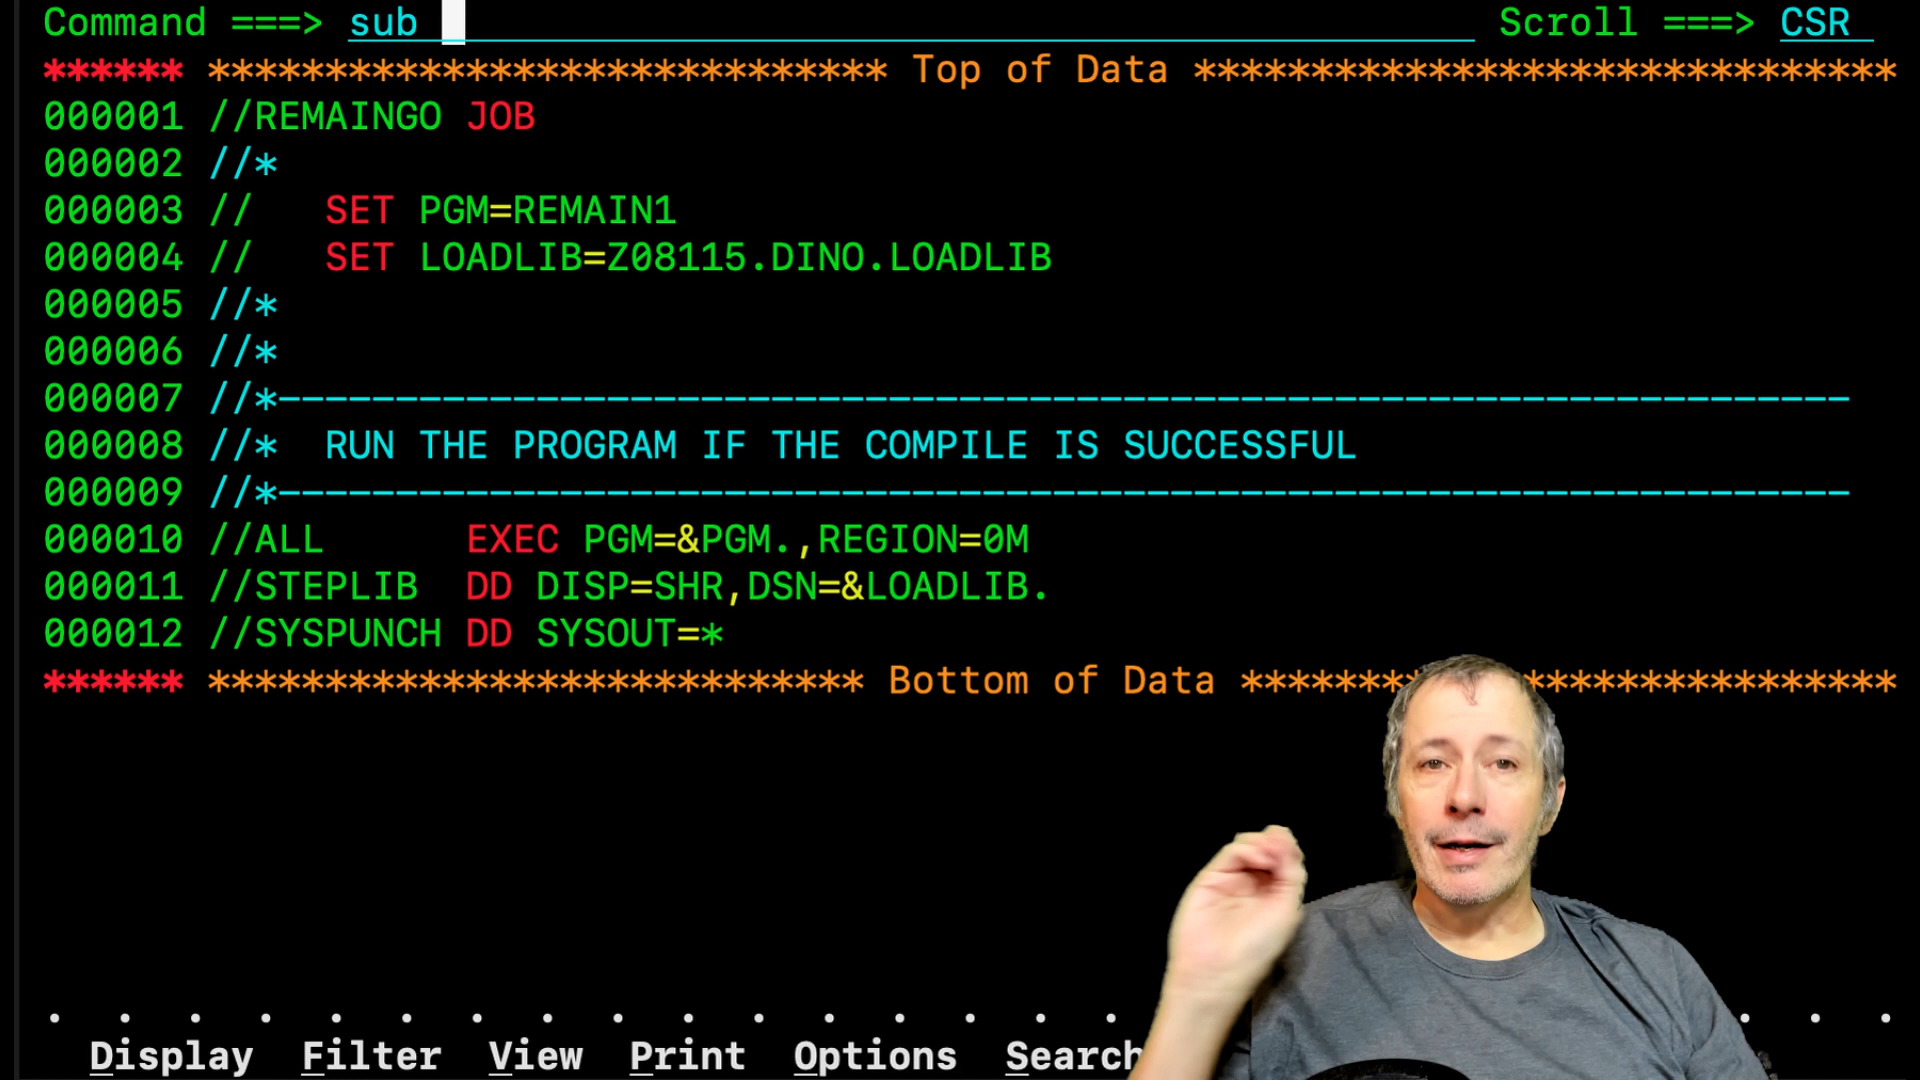 Command ===> sub Scroll ===> CSR
****** ***************************** Top of Data ******************************
000001 //REMAINGO JOB
000002 //*
000003 //   SET PGM=REMAIN1
000004 //   SET LOADLIB=Z08115.DINO.LOADLIB
000005 //*
000006 //*
000007 //*-------------------------------------------------------------------
000008 //*  RUN THE PROGRAM IF THE COMPILE IS SUCCESSFUL
000009 //*-------------------------------------------------------------------
000010 //ALL      EXEC PGM=&PGM.,REGION=0M
000011 //STEPLIB  DD DISP=SHR,DSN=&LOADLIB.
000012 //SYSPUNCH DD SYSOUT=*
****** **************************** Bottom of Data ****************************
Display Filter View Print Options Search